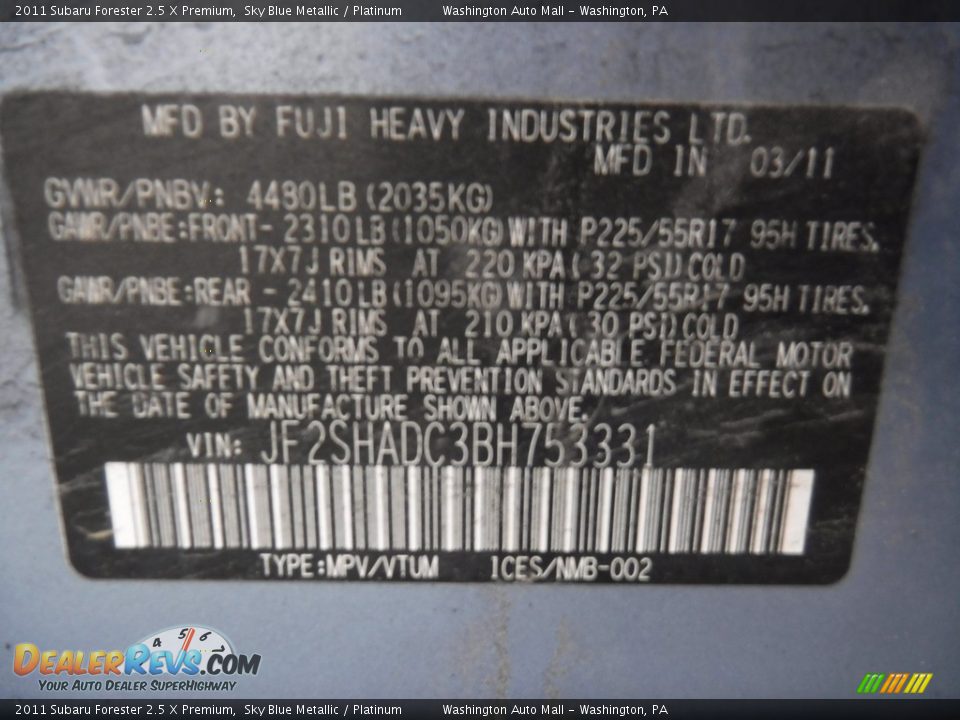 2011 Subaru Forester 2.5 X Premium, Sky Blue Metallic / Platinum Washington Auto Mall - Washington, PA
MFD BY FUJI HEAVY INDUSTRIES LTD.
MFD IN 03/11
GVWR/PNBV: 4480LB (2035KG)
GAWR/PNBE:FRONT- 2310LB(1050KG)WITH P225/55R17 95H TIRES,
17X7J RIMS AT 220 KPA( 32 PSI)COLD
GAWR/PNBE:REAR - 2410LB(1095KG)WITH P225/55R17 95H TIRES,
17X7J RIMS AT 210 KPA( 30 PSI)COLD
THIS VEHICLE CONFORMS TO ALL APPLICABLE FEDERAL MOTOR
VEHICLE SAFETY AND THEFT PREVENTION STANDARDS IN EFFECT ON
THE DATE OF MANUFACTURE SHOWN ABOVE.
VIN: JF2SHADC3BH753331
TYPE:MPV/VTUM ICES/NMB-002
4 5 6
DEALERREVS.COM
YOUR AUTO DEALER SUPERHIGHWAY
2011 Subaru Forester 2.5 X Premium, Sky Blue Metallic / Platinum Washington Auto Mall - Washington, PA